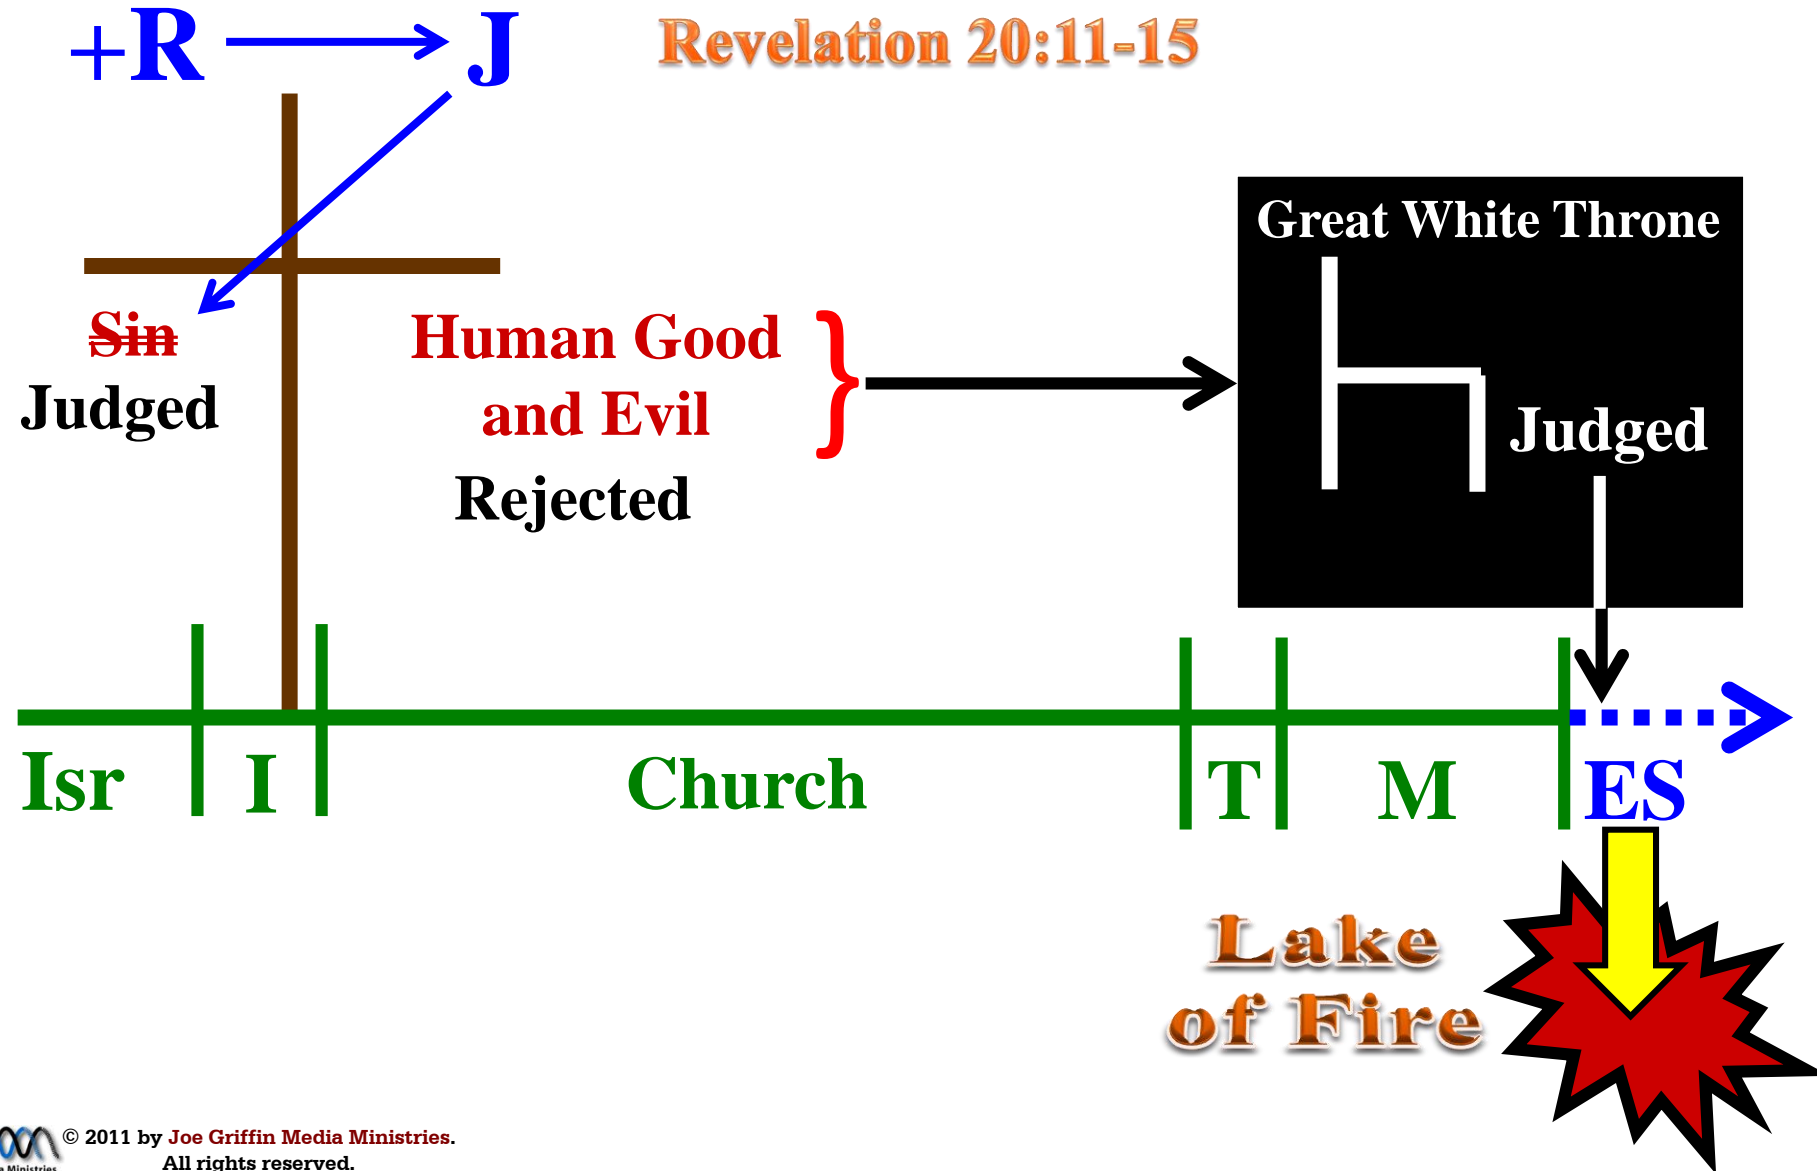 +R J
Revelation 20:11-15
Great White Throne
Sin
Judged
Human Good
and Evil
Rejected
Judged
Isr I Church T M ES
Lake
of Fire
© 2011 by Joe Griffin Media Ministries.
All rights reserved.
a Ministries